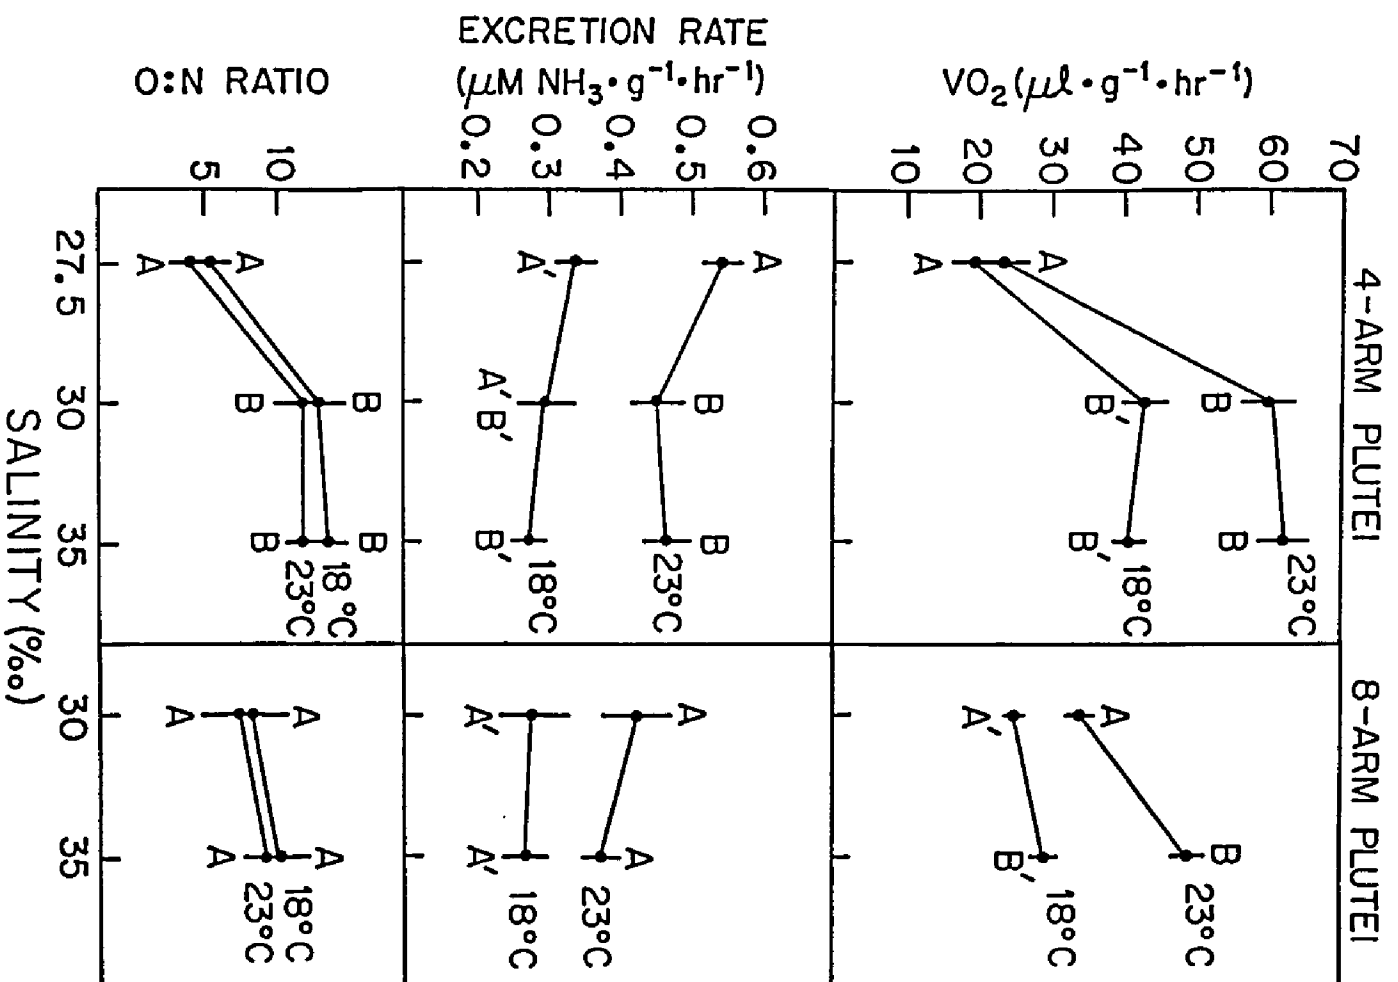 EXCRETION RATE
O:N RATIO
(μM NH₃•g⁻¹•hr⁻¹)
VO₂(μl•g⁻¹•hr⁻¹)
5
10
0.2
0.3
0.4
0.5
0.6
10
20
30
40
50
60
70
4-ARM PLUTEI
8-ARM PLUTEI
27.5
30
35
30
35
SALINITY (‰)
A
A
B
B
B
B
18 °C
23°C
A
A
A
A
18°C
23°C
A'
A
A'
B'
B
B'
B
18°C
23°C
A'
A
A'
A
18°C
23°C
A
A
B'
B
B'
B
18°C
23°C
A'
A
B'
B
18°C
23°C